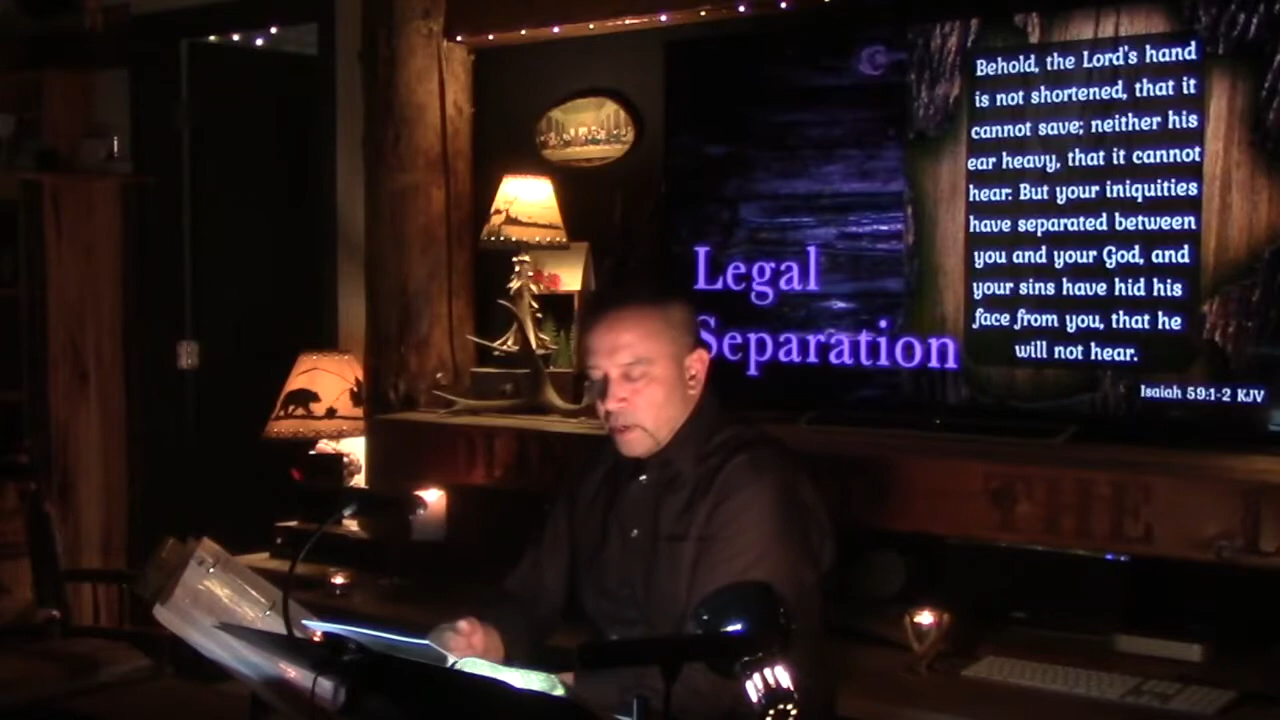 Legal
Separation
Behold, the Lord's hand
is not shortened, that it
cannot save; neither his
ear heavy, that it cannot
hear: But your iniquities
have separated between
you and your God, and
your sins have hid his
face from you, that he
will not hear.
Isaiah 59:1-2 KJV
THE